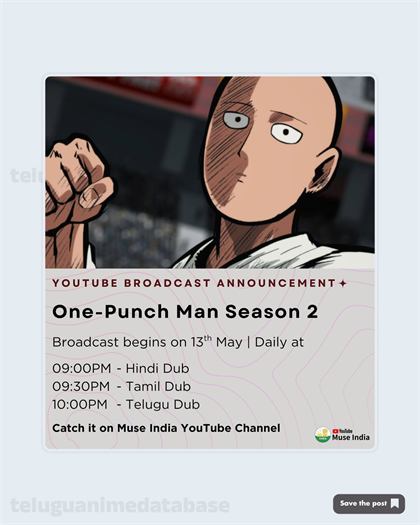 YOUTUBE BROADCAST ANNOUNCEMENT
One-Punch Man Season 2
Broadcast begins on 13th May | Daily at
09:00PM - Hindi Dub
09:30PM - Tamil Dub
10:00PM - Telugu Dub
Catch it on Muse India YouTube Channel
YouTube
Muse India
teluguanimedatabase
Save the post